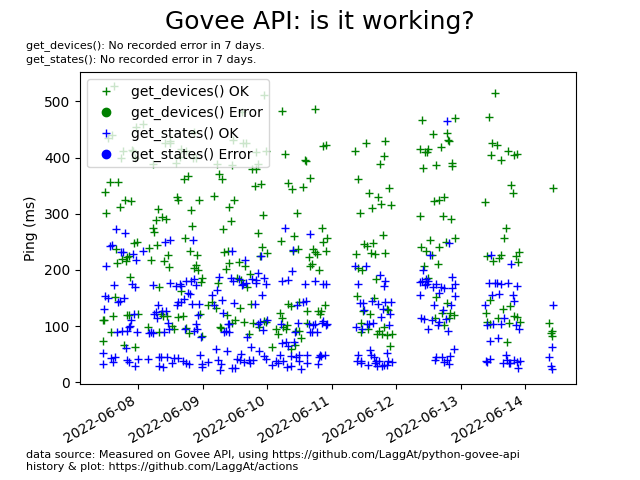 Govee API: is it working?
get_devices(): No recorded error in 7 days.
get_states(): No recorded error in 7 days.
get_devices() OK
get_devices() Error
get_states() OK
get_states() Error
Ping (ms)
500
400
300
200
100
0
2022-06-08
2022-06-09
2022-06-10
2022-06-11
2022-06-12
2022-06-13
2022-06-14
data source: Measured on Govee API, using https://github.com/LaggAt/python-govee-api
history & plot: https://github.com/LaggAt/actions